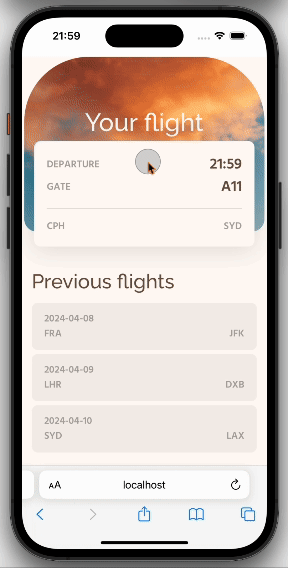 21:59
Your flight
DEPARTURE 21:59
GATE A11
CPH SYD
Previous flights
2024-04-08
FRA JFK
2024-04-09
LHR DXB
2024-04-10
SYD LAX
AA localhost